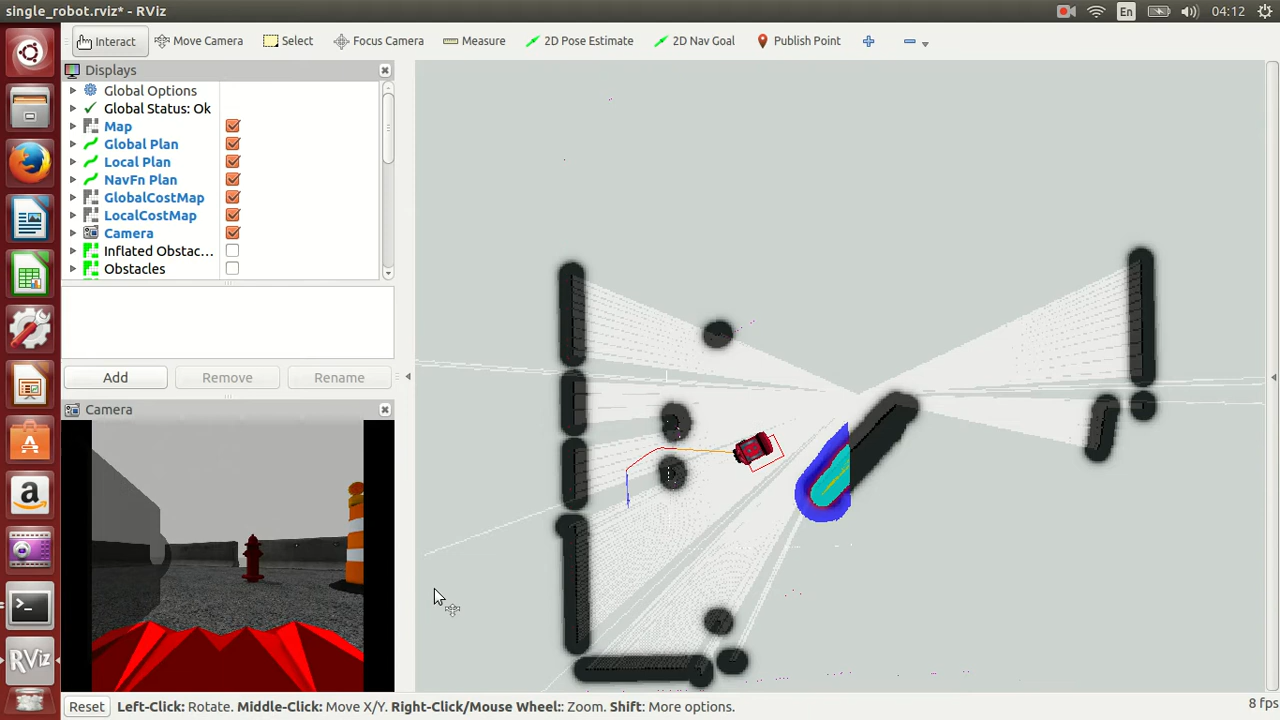 single_robot.rviz* - RViz
En
04:12
Interact
Move Camera
Select
Focus Camera
Measure
2D Pose Estimate
2D Nav Goal
Publish Point
Displays
Global Options
Global Status: Ok
Map
Global Plan
Local Plan
NavFn Plan
GlobalCostMap
LocalCostMap
Camera
Inflated Obstac...
Obstacles
Add
Remove
Rename
Camera
a
RViz
Reset
Left-Click: Rotate. Middle-Click: Move X/Y. Right-Click/Mouse Wheel:: Zoom. Shift: More options.
8 fps